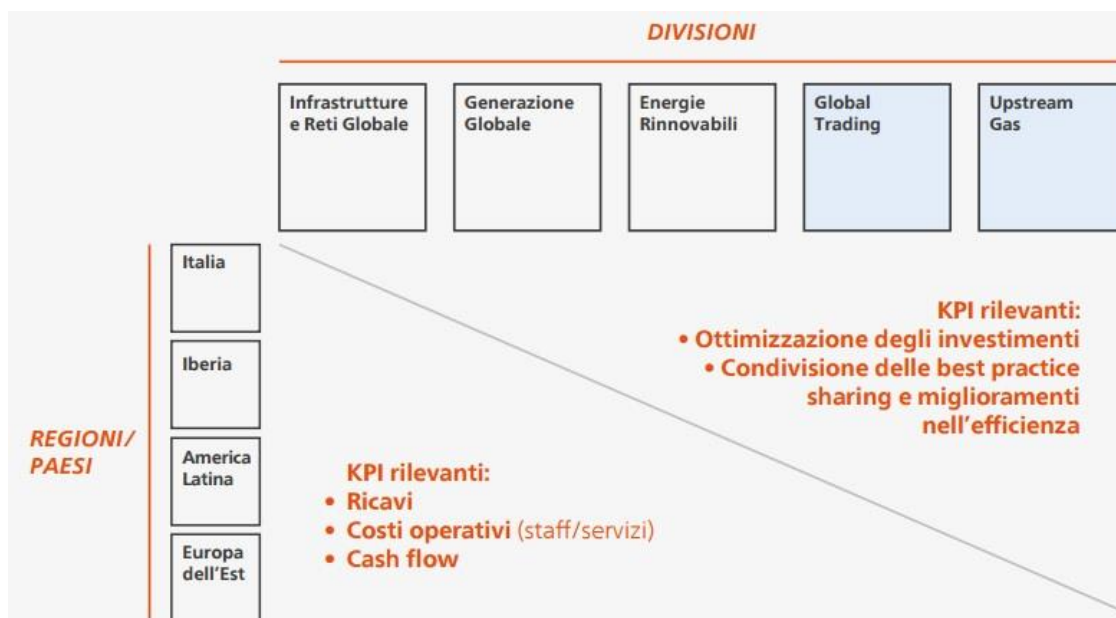 DIVISIONI
Infrastrutture
e Reti Globale
Generazione
Globale
Energie
Rinnovabili
Global
Trading
Upstream
Gas
REGIONI/
PAESI
Italia
Iberia
America
Latina
Europa
dell'Est
KPI rilevanti:
• Ottimizzazione degli investimenti
• Condivisione delle best practice
sharing e miglioramenti
nell'efficienza
KPI rilevanti:
• Ricavi
• Costi operativi (staff/servizi)
• Cash flow